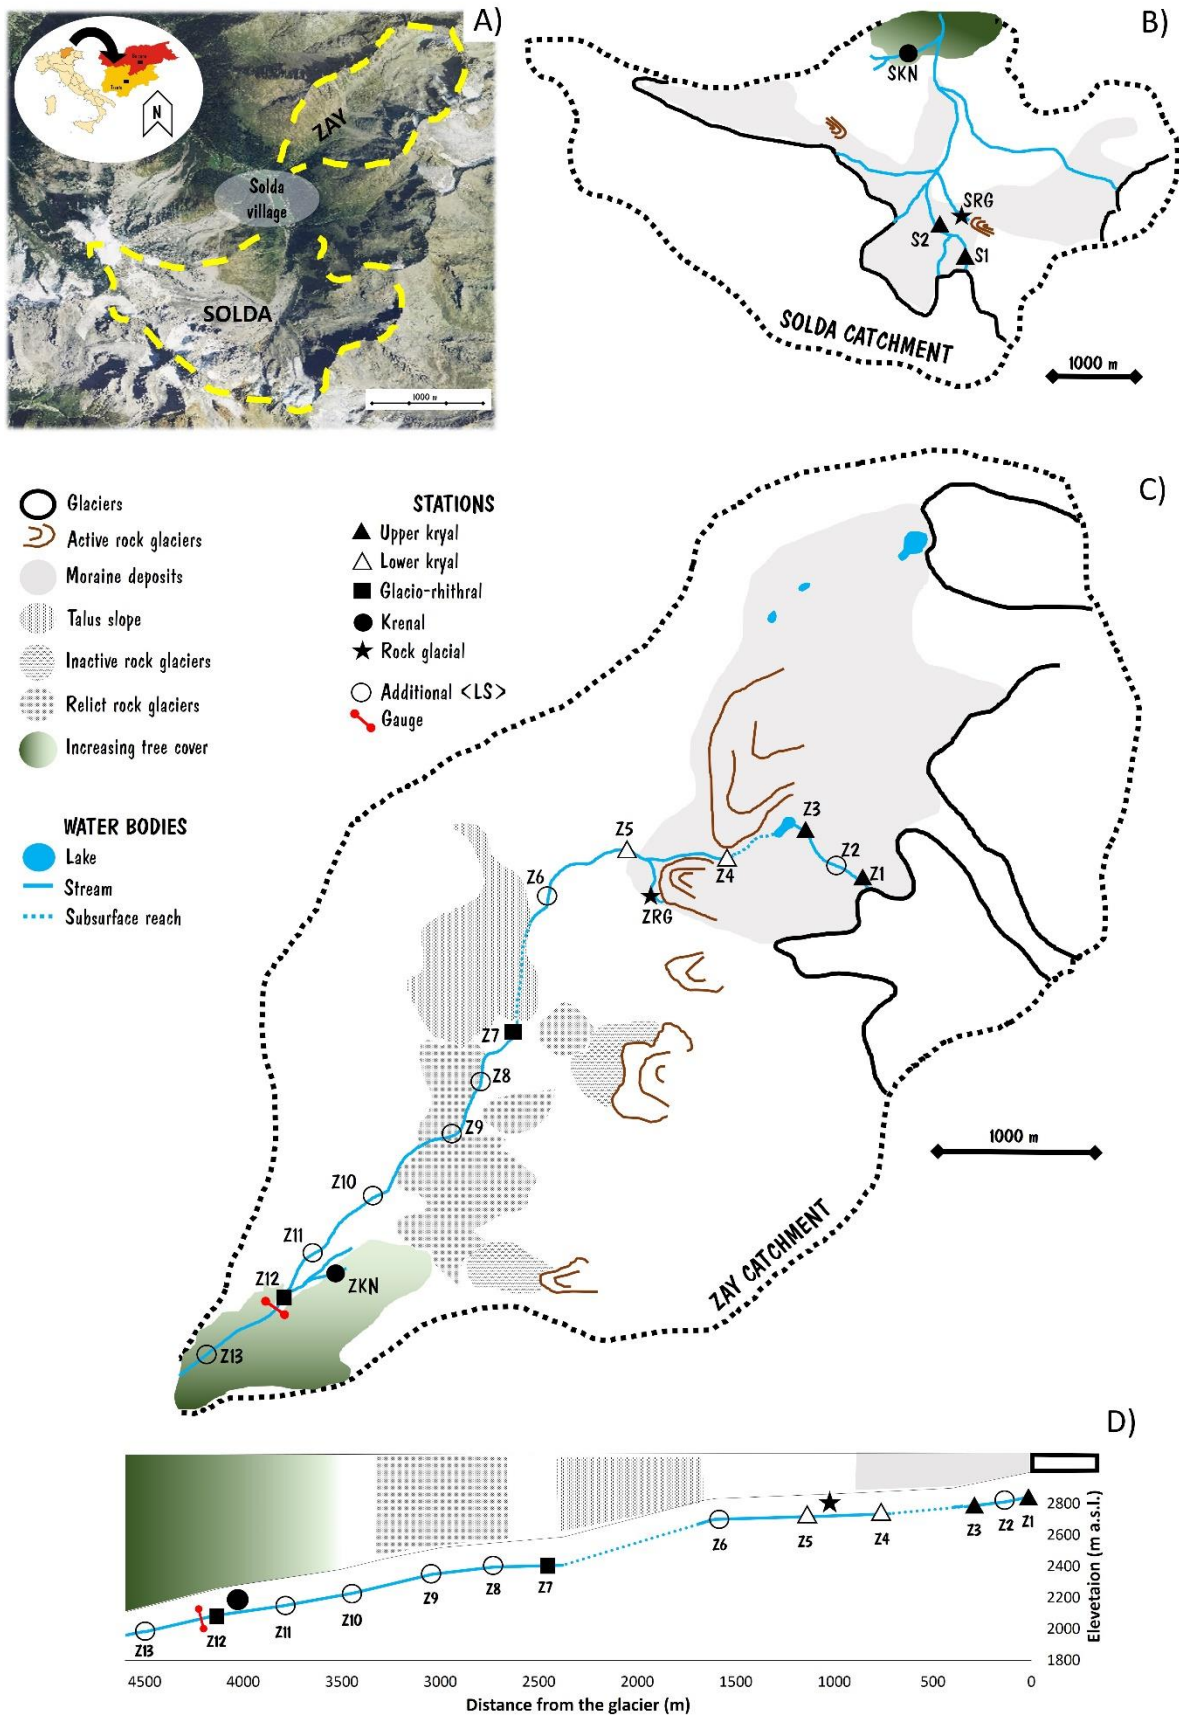 A)
N
ZAY
Solda
village
SOLDA
1000 m
B)
SKN
SRG
S2
S1
SOLDA CATCHMENT
1000 m
C)
Glaciers
Active rock glaciers
Moraine deposits
Talus slope
Inactive rock glaciers
Relict rock glaciers
Increasing tree cover
WATER BODIES
Lake
Stream
Subsurface reach
STATIONS
Upper kryal
Lower kryal
Glacio-rhithral
Krenal
Rock glacial
Additional <LS>
Gauge
Z3
Z5
Z2
Z4
Z1
Z6
ZRG
Z7
Z8
Z9
1000 m
Z10
Z11
ZKN
Z12
Z13
ZAY CATCHMENT
D)
Z13
Z12
Z11
Z10
Z9
Z8
Z7
Z6
Z5
Z4
Z3
Z2
Z1
2800
2600
2400
2200
2000
1800
Elevetaion (m a.s.l.)
4500 4000 3500 3000 2500 2000 1500 1000 500 0
Distance from the glacier (m)